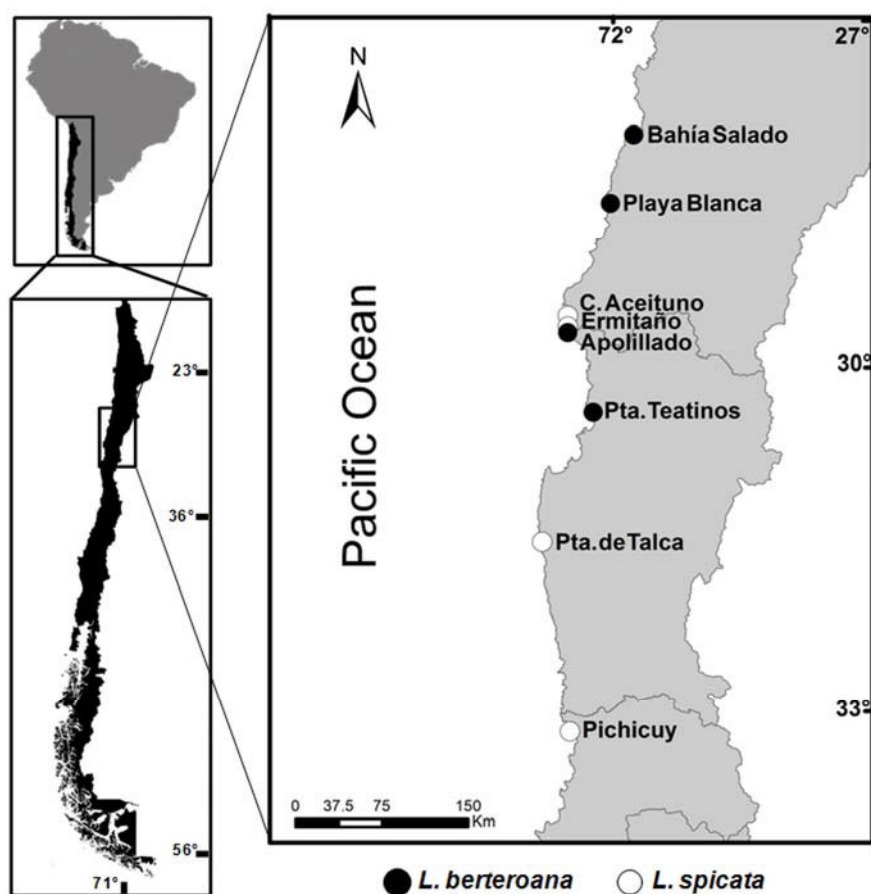 72°
27°
N
Bahía Salado
Playa Blanca
C. Aceituno
Ermitaño
Apolillado
30°
Pta. Teatinos
Pacific Ocean
Pta. de Talca
33°
Pichicuy
0 37.5 75 150
Km
23°
36°
56°
71°
L. berteroana L. spicata